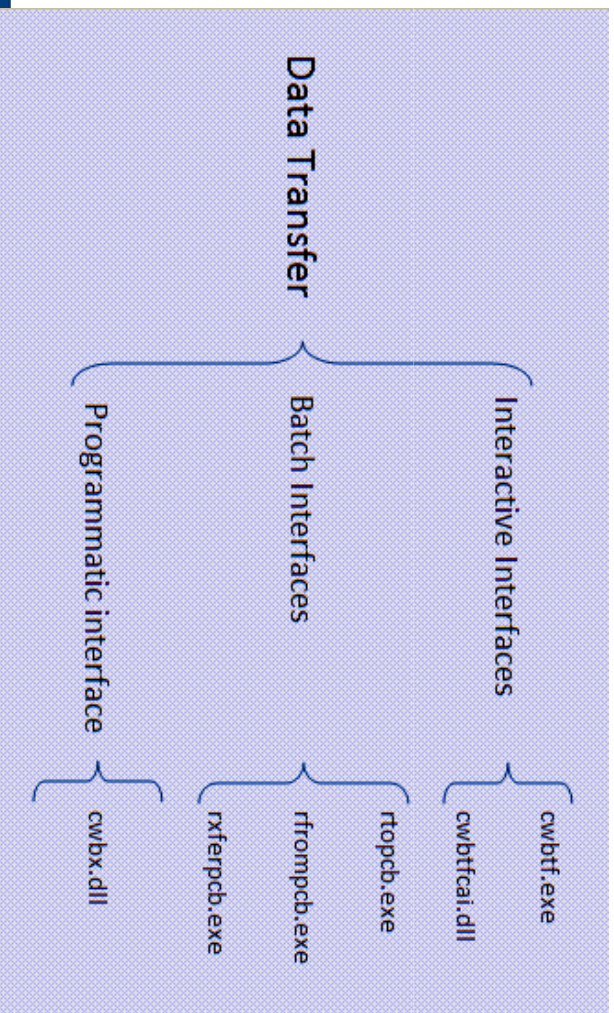 Data Transfer
Interactive Interfaces
cwbtf.exe
cwbtfcai.dll
Batch Interfaces
rtopcb.exe
rfrompcb.exe
rxferpcb.exe
Programmatic interface
cwbx.dll